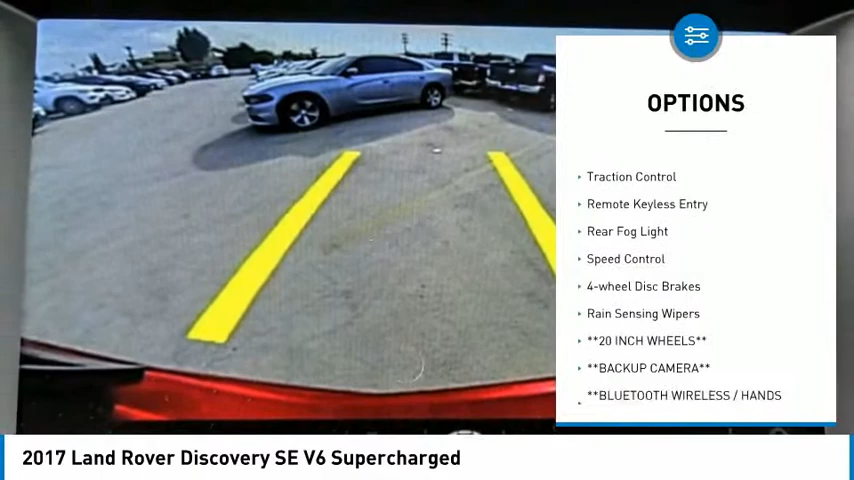 OPTIONS
Traction Control
Remote Keyless Entry
Rear Fog Light
Speed Control
4-wheel Disc Brakes
Rain Sensing Wipers
**20 INCH WHEELS**
**BACKUP CAMERA**
**BLUETOOTH WIRELESS / HANDS
2017 Land Rover Discovery SE V6 Supercharged